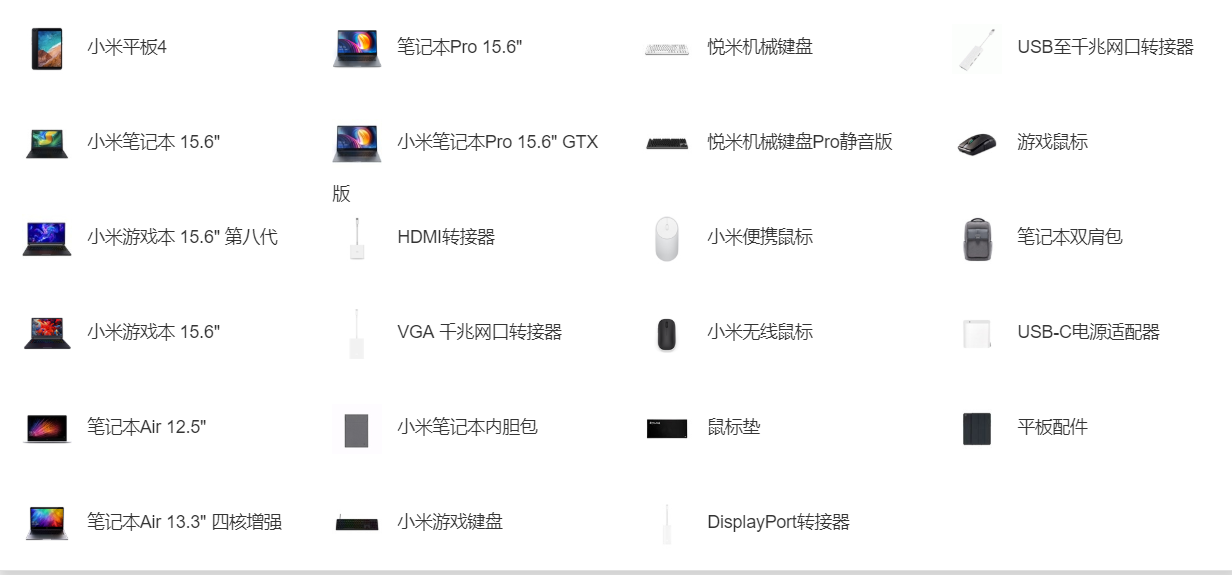 小米平板4
小米笔记本 15.6"
小米游戏本 15.6" 第八代
小米游戏本 15.6"
笔记本Air 12.5"
笔记本Air 13.3" 四核增强
笔记本Pro 15.6"
小米笔记本Pro 15.6" GTX
版
HDMI转接器
VGA 千兆网口转接器
小米笔记本内胆包
小米游戏键盘
悦米机械键盘
悦米机械键盘Pro静音版
小米便携鼠标
小米无线鼠标
鼠标垫
DisplayPort转接器
USB至千兆网口转接器
游戏鼠标
笔记本双肩包
USB-C电源适配器
平板配件